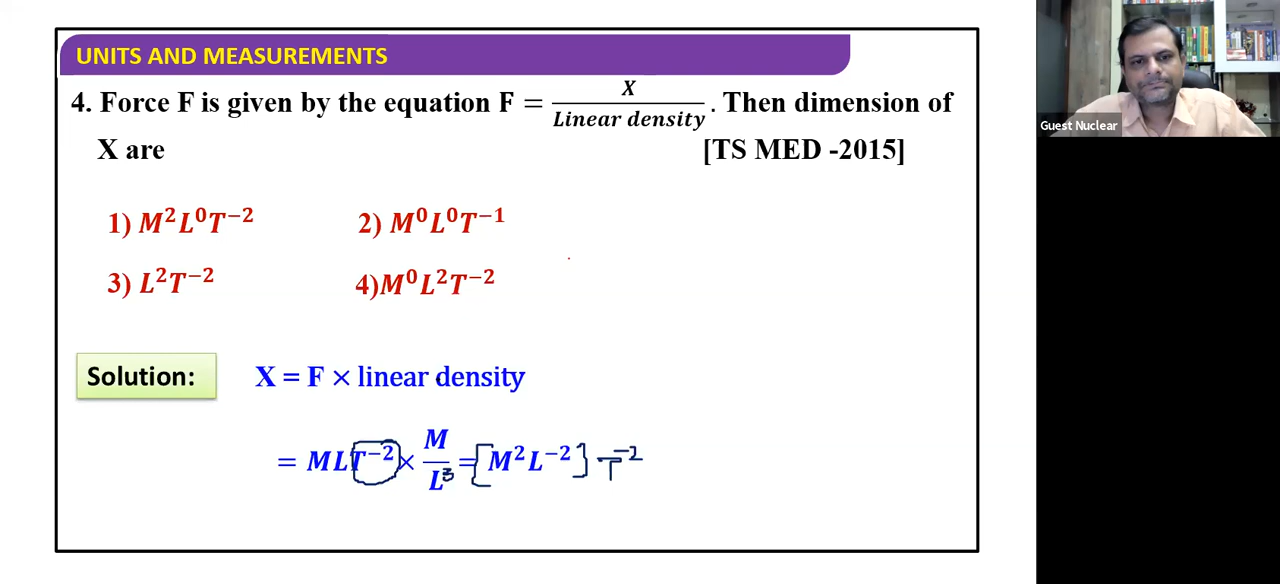 UNITS AND MEASUREMENTS
4. Force F is given by the equation F = X / Linear density . Then dimension of
X are [TS MED -2015]
1) M²L⁰T⁻² 2) M⁰L⁰T⁻¹
3) L²T⁻² 4)M⁰L²T⁻²
Solution: X = F × linear density
= MLT⁻² × M / L³ = [M²L⁻²] T⁻²
Guest Nuclear